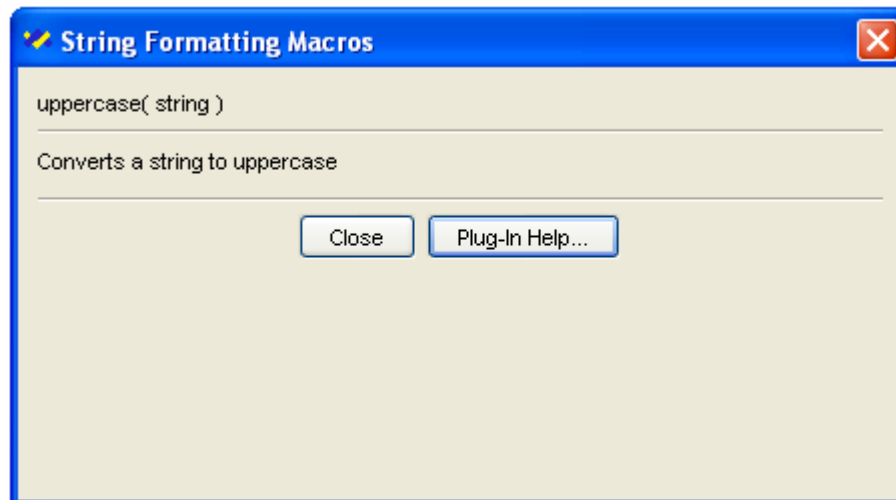 String Formatting Macros
uppercase( string )
Converts a string to uppercase
Close Plug-In Help...